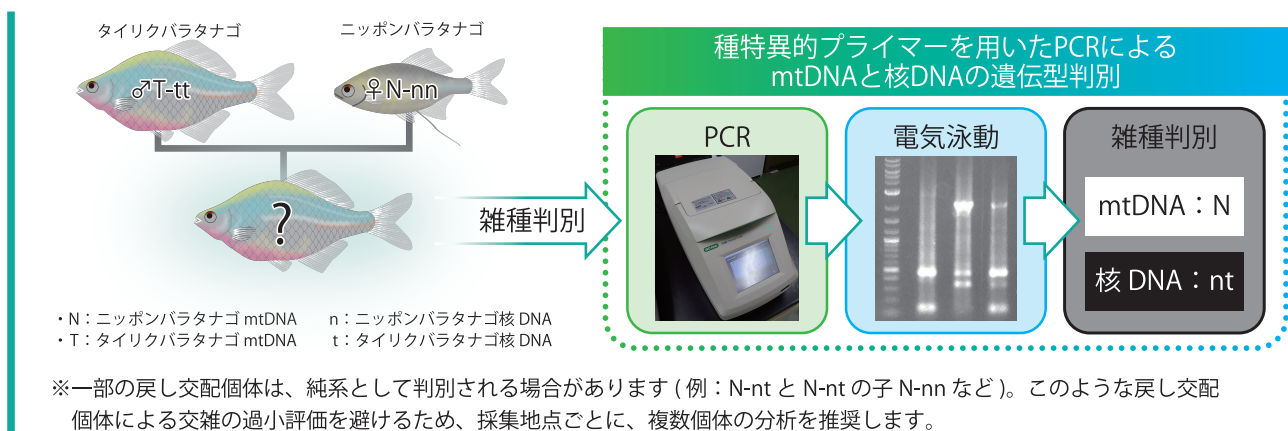 タイリクバラタナゴ
ニッポンバラタナゴ
♂T-tt
♀N-nn
?
・N：ニッポンバラタナゴ mtDNA n：ニッポンバラタナゴ核 DNA
・T：タイリクバラタナゴ mtDNA t：タイリクバラタナゴ核 DNA
雑種判別
種特異的プライマーを用いたPCRによる
mtDNAと核DNAの遺伝型判別
PCR
電気泳動
雑種判別
mtDNA：N
核 DNA：nt
※一部の戻し交配個体は、純系として判別される場合があります ( 例：N-nt と N-nt の子 N-nn など )。このような戻し交配
個体による交雑の過小評価を避けるため、採集地点ごとに、複数個体の分析を推奨します。